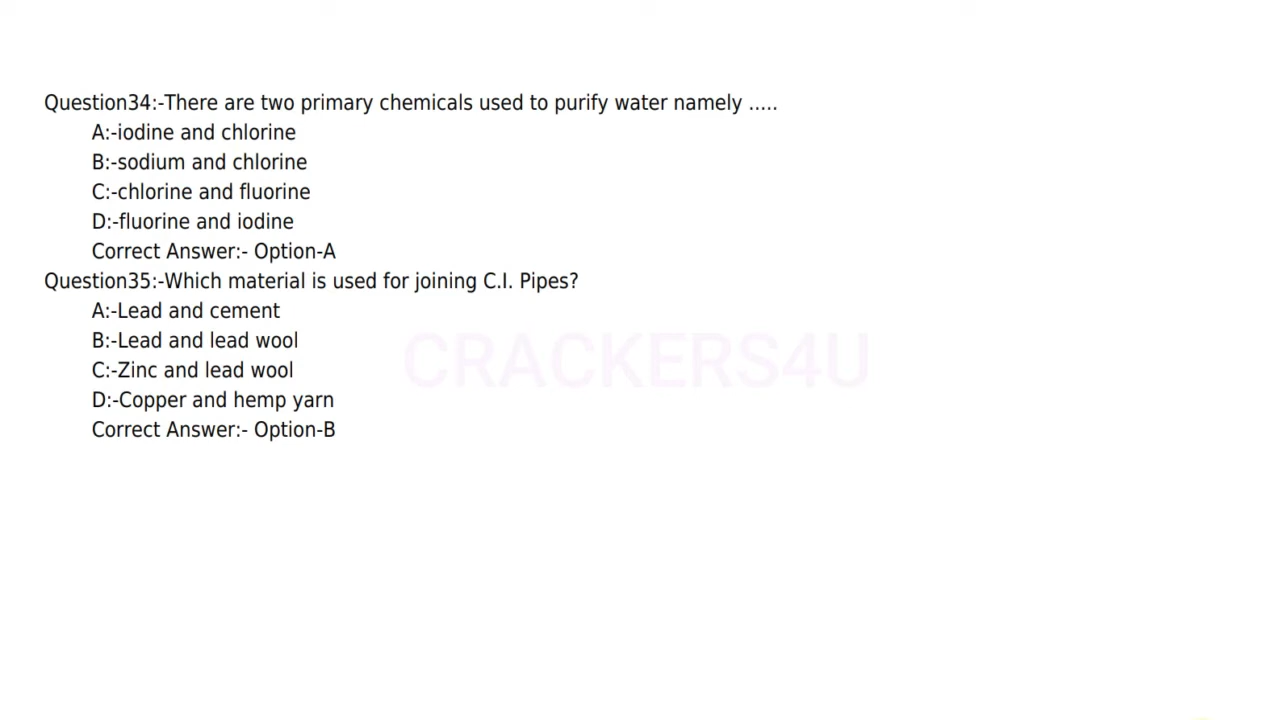 Question34:-There are two primary chemicals used to purify water namely .....
A:-iodine and chlorine
B:-sodium and chlorine
C:-chlorine and fluorine
D:-fluorine and iodine
Correct Answer:- Option-A
Question35:-Which material is used for joining C.I. Pipes?
A:-Lead and cement
B:-Lead and lead wool
C:-Zinc and lead wool
D:-Copper and hemp yarn
Correct Answer:- Option-B
CRACKERS4U